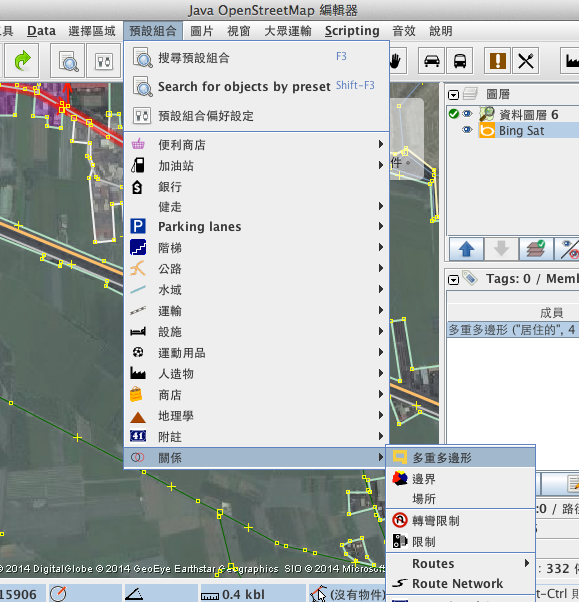 Java OpenStreetMap 編輯器
具 Data 選擇區域 預設組合 圖片 視窗 大眾運輸 Scripting 音效 說明
搜尋預設組合 F3
Search for objects by preset Shift-F3
預設組合偏好設定
便利商店
加油站
銀行
健走
Parking lanes
階梯
公路
水域
運輸
設施
運動用品
人造物
商店
地理學
附註
關係
多重多邊形
邊界
場所
轉彎限制
限制
Routes
Route Network
件。
圖層
資料圖層 6
Bing Sat
Tags: 0 / Memb
成員
多重多邊形 ("居住的", 4
:0 / 路徑
332 個
t-Ctrl 則
© 2014 DigitalGlobe © 2014 GeoEye Earthstar Geographics SIO © 2014 Microsoft
15906
0.4 kbl
(沒有物件)